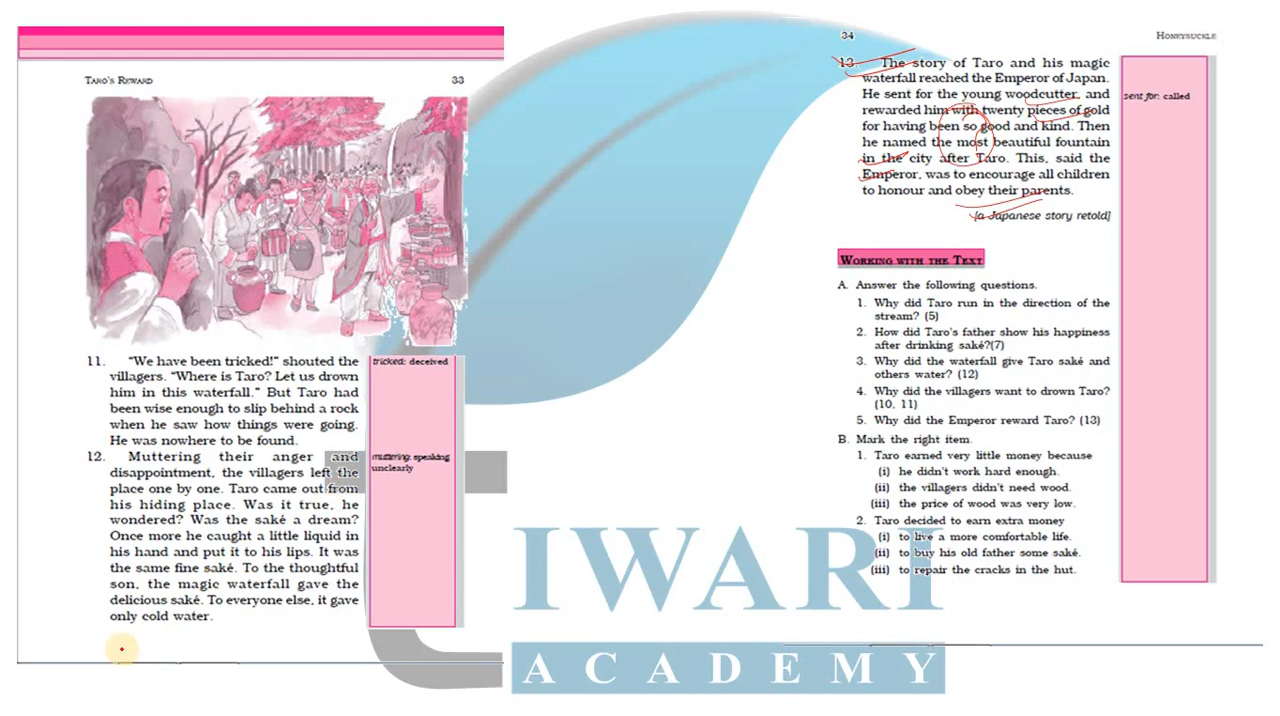 TARO'S REWARD 33
11. "We have been tricked!" shouted the
villagers. "Where is Taro? Let us drown
him in this waterfall." But Taro had
been wise enough to slip behind a rock
when he saw how things were going.
He was nowhere to be found.
tricked: deceived
12. Muttering their anger and
disappointment, the villagers left the
place one by one. Taro came out from
his hiding place. Was it true, he
wondered? Was the saké a dream?
Once more he caught a little liquid in
his hand and put it to his lips. It was
the same fine saké. To the thoughtful
son, the magic waterfall gave the
delicious saké. To everyone else, it gave
only cold water.
muttering: speaking
unclearly
34 HONEYSUCKLE
13. The story of Taro and his magic
waterfall reached the Emperor of Japan.
He sent for the young woodcutter, and
rewarded him with twenty pieces of gold
for having been so good and kind. Then
he named the most beautiful fountain
in the city after Taro. This, said the
Emperor, was to encourage all children
to honour and obey their parents.
[a Japanese story retold]
sent for: called
WORKING WITH THE TEXT
A. Answer the following questions.
1. Why did Taro run in the direction of the
stream? (5)
2. How did Taro's father show his happiness
after drinking saké?(7)
3. Why did the waterfall give Taro saké and
others water? (12)
4. Why did the villagers want to drown Taro?
(10, 11)
5. Why did the Emperor reward Taro? (13)
B. Mark the right item.
1. Taro earned very little money because
(i) he didn't work hard enough.
(ii) the villagers didn't need wood.
(iii) the price of wood was very low.
2. Taro decided to earn extra money
(i) to live a more comfortable life.
(ii) to buy his old father some saké.
(iii) to repair the cracks in the hut.
IWARI
ACADEMY